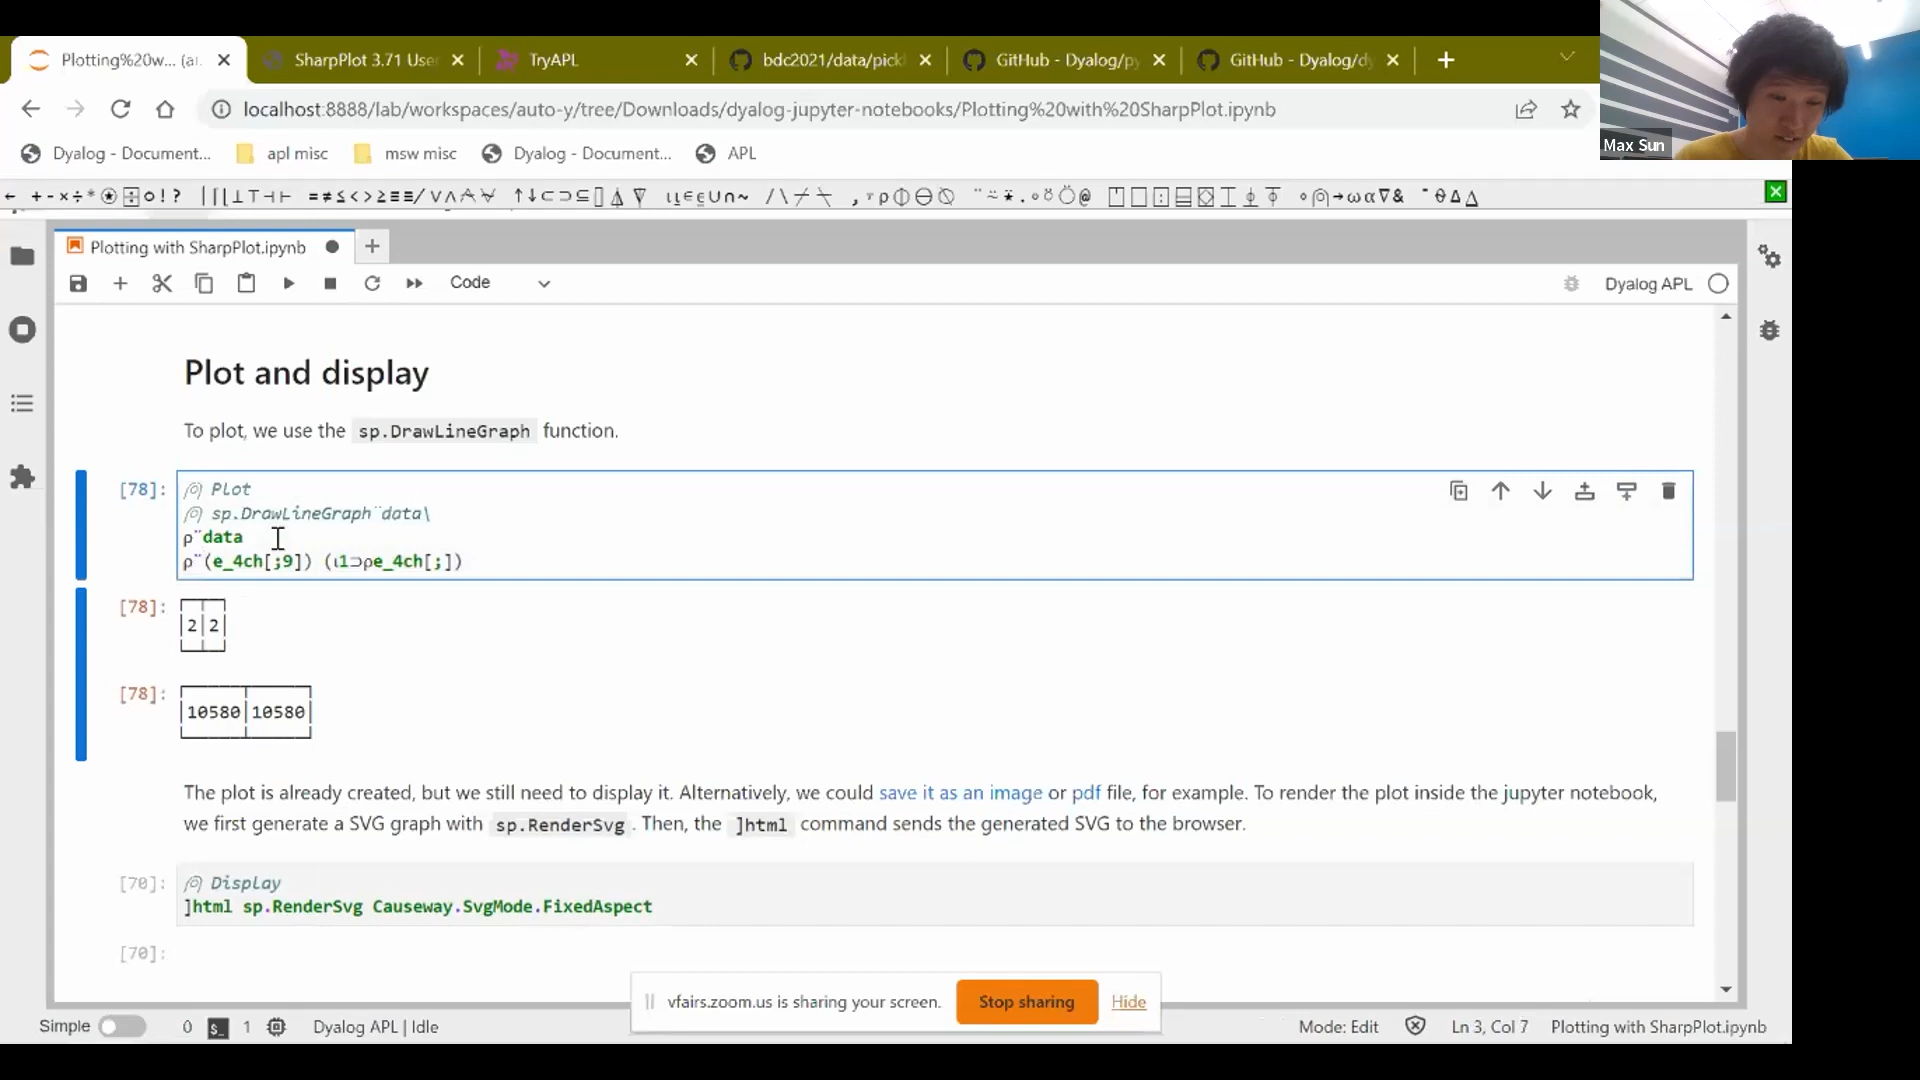 Plotting%20w... (ai
SharpPlot 3.71 Use
TryAPL
bdc2021/data/pick
GitHub - Dyalog/py
GitHub - Dyalog/dy
localhost:8888/lab/workspaces/auto-y/tree/Downloads/dyalog-jupyter-notebooks/Plotting%20with%20SharpPlot.ipynb
Max Sun
Dyalog - Document...
apl misc
msw misc
Dyalog - Document...
APL
Plotting with SharpPlot.ipynb
Code
Dyalog APL
Plot and display
To plot, we use the sp.DrawLineGraph function.
[78]:
⍝ Plot
⍝ sp.DrawLineGraph¨data\
⍴¨data
⍴¨(e_4ch[;9]) (⍳1⊃⍴e_4ch[;])
[78]:
│2│2│
[78]:
│10580│10580│
The plot is already created, but we still need to display it. Alternatively, we could save it as an image or pdf file, for example. To render the plot inside the jupyter notebook,
we first generate a SVG graph with sp.RenderSvg . Then, the ]html command sends the generated SVG to the browser.
[70]:
⍝ Display
]html sp.RenderSvg Causeway.SvgMode.FixedAspect
[70]:
vfairs.zoom.us is sharing your screen.
Stop sharing
Hide
Simple
0
1
Dyalog APL | Idle
Mode: Edit
Ln 3, Col 7
Plotting with SharpPlot.ipynb